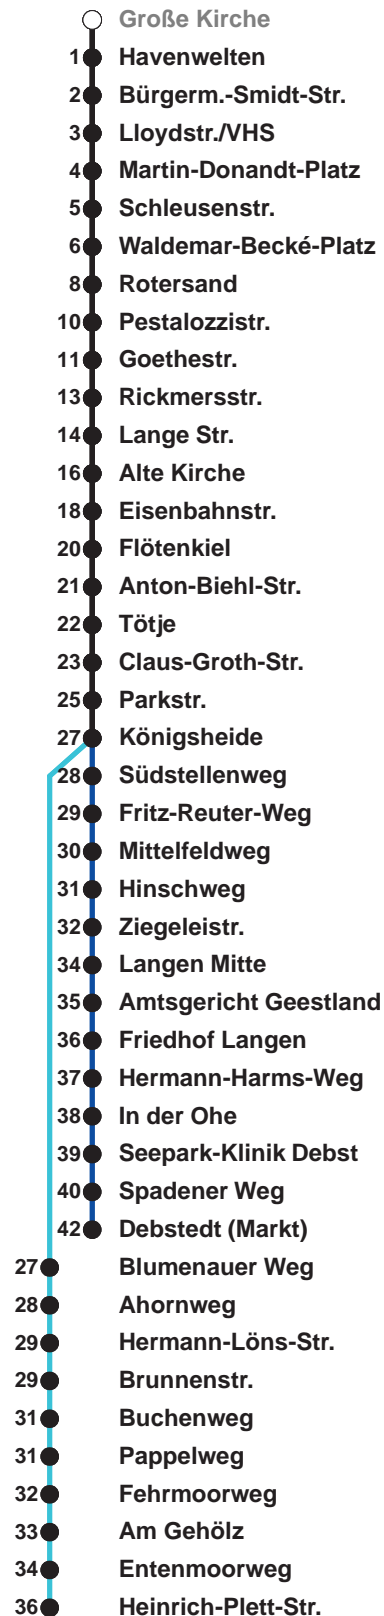 Große Kirche
1 Havenwelten
2 Bürgerm.-Smidt-Str.
3 Lloydstr./VHS
4 Martin-Donandt-Platz
5 Schleusenstr.
6 Waldemar-Becké-Platz
8 Rotersand
10 Pestalozzistr.
11 Goethestr.
13 Rickmersstr.
14 Lange Str.
16 Alte Kirche
18 Eisenbahnstr.
20 Flötenkiel
21 Anton-Biehl-Str.
22 Tötje
23 Claus-Groth-Str.
25 Parkstr.
27 Königsheide
28 Südstellenweg
29 Fritz-Reuter-Weg
30 Mittelfeldweg
31 Hinschweg
32 Ziegeleistr.
34 Langen Mitte
35 Amtsgericht Geestland
36 Friedhof Langen
37 Hermann-Harms-Weg
38 In der Ohe
39 Seepark-Klinik Debst
40 Spadener Weg
42 Debstedt (Markt)
27 Blumenauer Weg
28 Ahornweg
29 Hermann-Löns-Str.
29 Brunnenstr.
31 Buchenweg
31 Pappelweg
32 Fehrmoorweg
33 Am Gehölz
34 Entenmoorweg
36 Heinrich-Plett-Str.